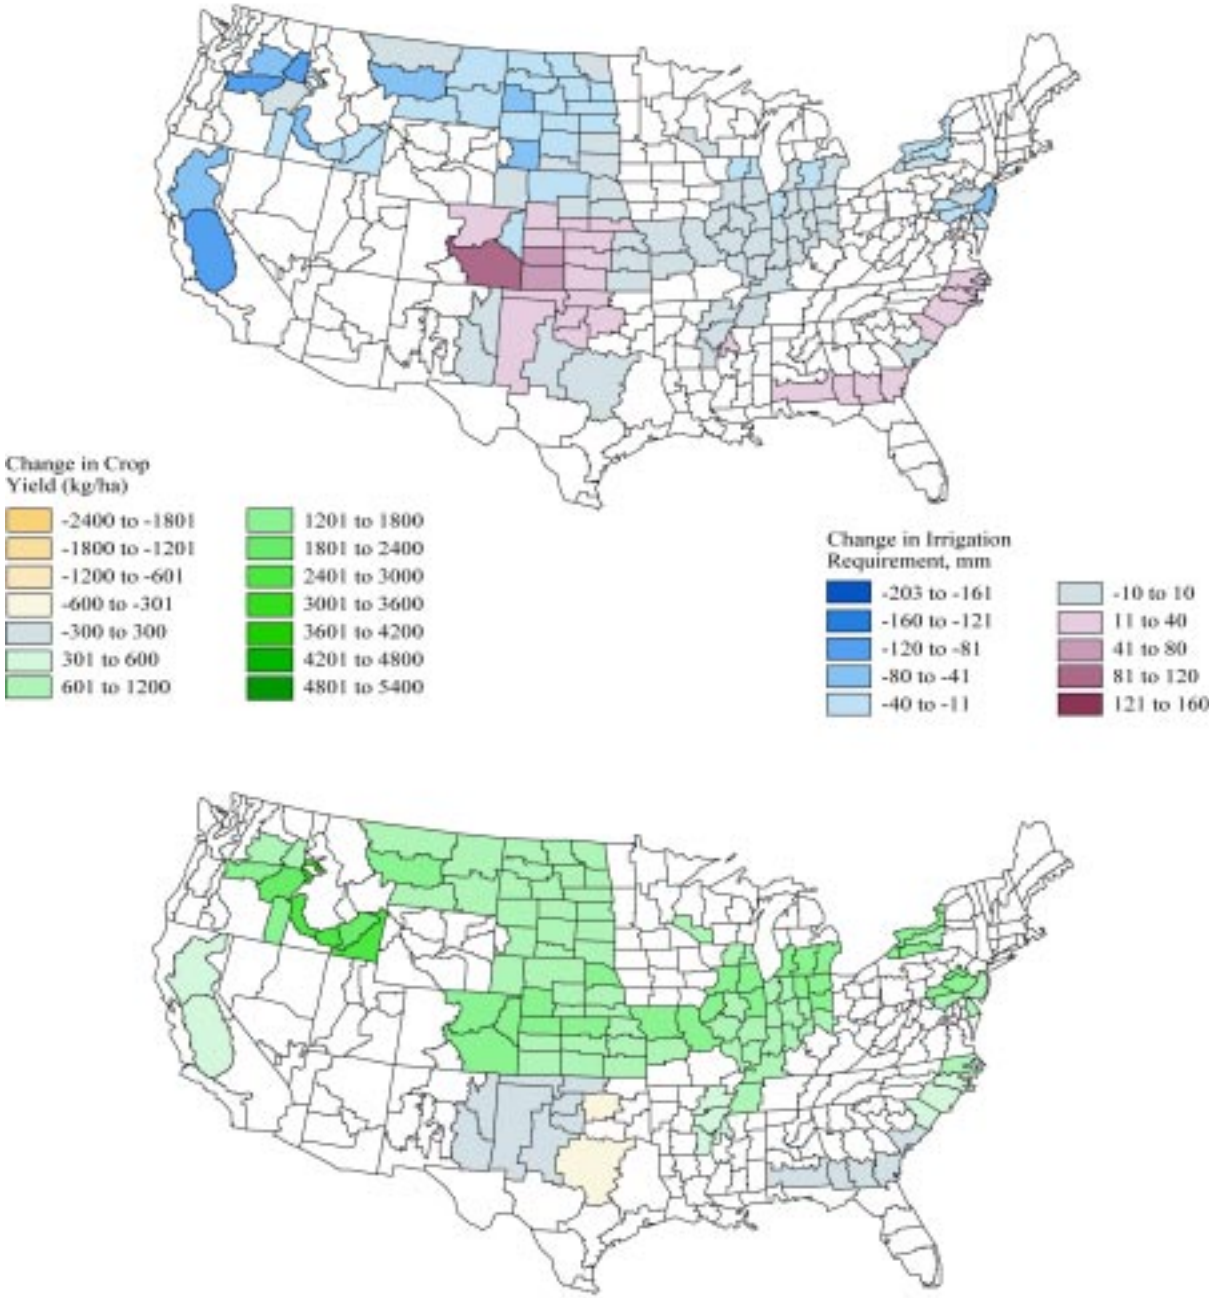 Change in Crop
Yield (kg/ha)
-2400 to -1801
-1800 to -1201
-1200 to -601
-600 to -301
-300 to 300
301 to 600
601 to 1200
1201 to 1800
1801 to 2400
2401 to 3000
3001 to 3600
3601 to 4200
4201 to 4800
4801 to 5400
Change in Irrigation
Requirement, mm
-203 to -161
-160 to -121
-120 to -81
-80 to -41
-40 to -11
-10 to 10
11 to 40
41 to 80
81 to 120
121 to 160